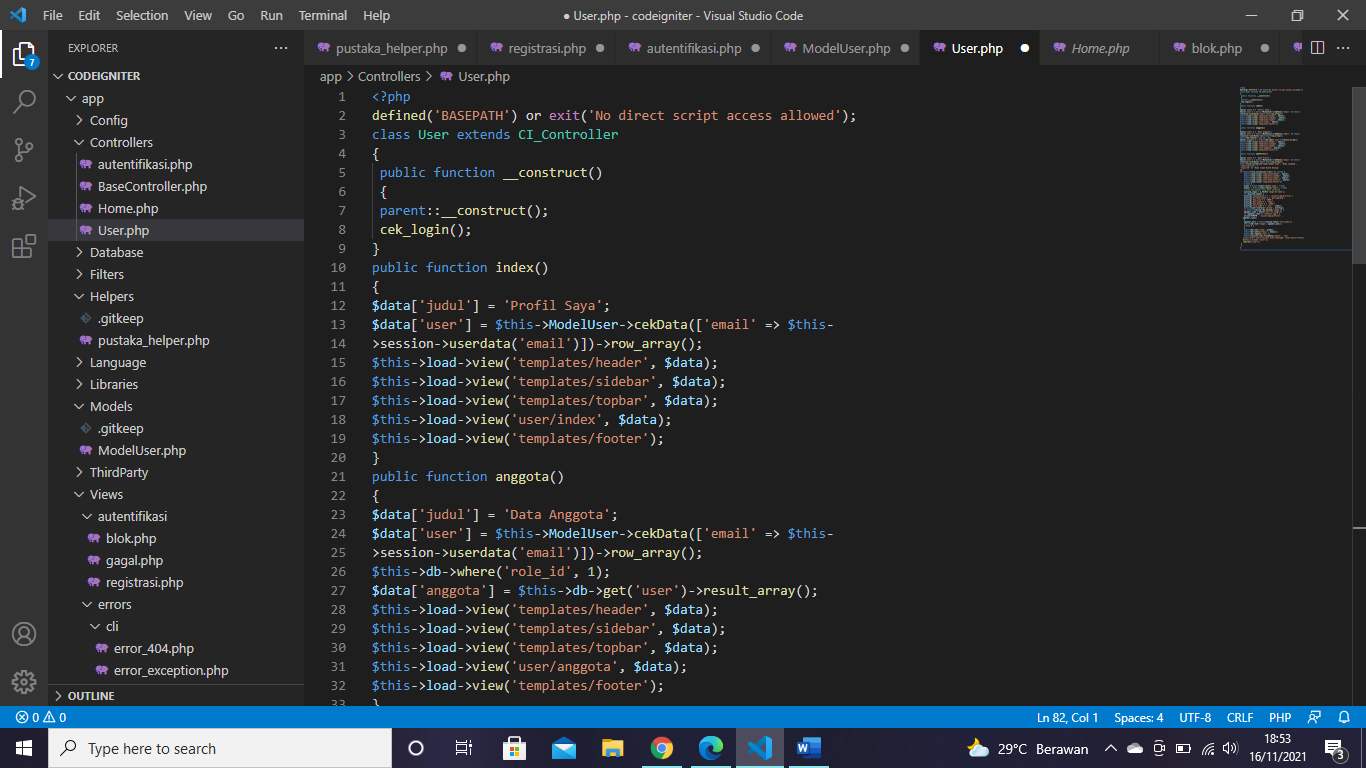 File Edit Selection View Go Run Terminal Help
● User.php - codeigniter - Visual Studio Code
EXPLORER
pustaka_helper.php
registrasi.php
autentifikasi.php
ModelUser.php
User.php
Home.php
blok.php
7
CODEIGNITER
app
Config
Controllers
autentifikasi.php
BaseController.php
Home.php
User.php
Database
Filters
Helpers
.gitkeep
pustaka_helper.php
Language
Libraries
Models
.gitkeep
ModelUser.php
ThirdParty
Views
autentifikasi
blok.php
gagal.php
registrasi.php
errors
cli
error_404.php
error_exception.php
OUTLINE
app > Controllers > User.php
1 <?php
2 defined('BASEPATH') or exit('No direct script access allowed');
3 class User extends CI_Controller
4 {
5 public function __construct()
6 {
7 parent::__construct();
8 cek_login();
9 }
10 public function index()
11 {
12 $data['judul'] = 'Profil Saya';
13 $data['user'] = $this->ModelUser->cekData(['email' => $this-
14 >session->userdata('email')])->row_array();
15 $this->load->view('templates/header', $data);
16 $this->load->view('templates/sidebar', $data);
17 $this->load->view('templates/topbar', $data);
18 $this->load->view('user/index', $data);
19 $this->load->view('templates/footer');
20 }
21 public function anggota()
22 {
23 $data['judul'] = 'Data Anggota';
24 $data['user'] = $this->ModelUser->cekData(['email' => $this-
25 >session->userdata('email')])->row_array();
26 $this->db->where('role_id', 1);
27 $data['anggota'] = $this->db->get('user')->result_array();
28 $this->load->view('templates/header', $data);
29 $this->load->view('templates/sidebar', $data);
30 $this->load->view('templates/topbar', $data);
31 $this->load->view('user/anggota', $data);
32 $this->load->view('templates/footer');
33 }
0 0
Ln 82, Col 1 Spaces: 4 UTF-8 CRLF PHP
Type here to search
29°C Berawan
18:53
16/11/2021
3